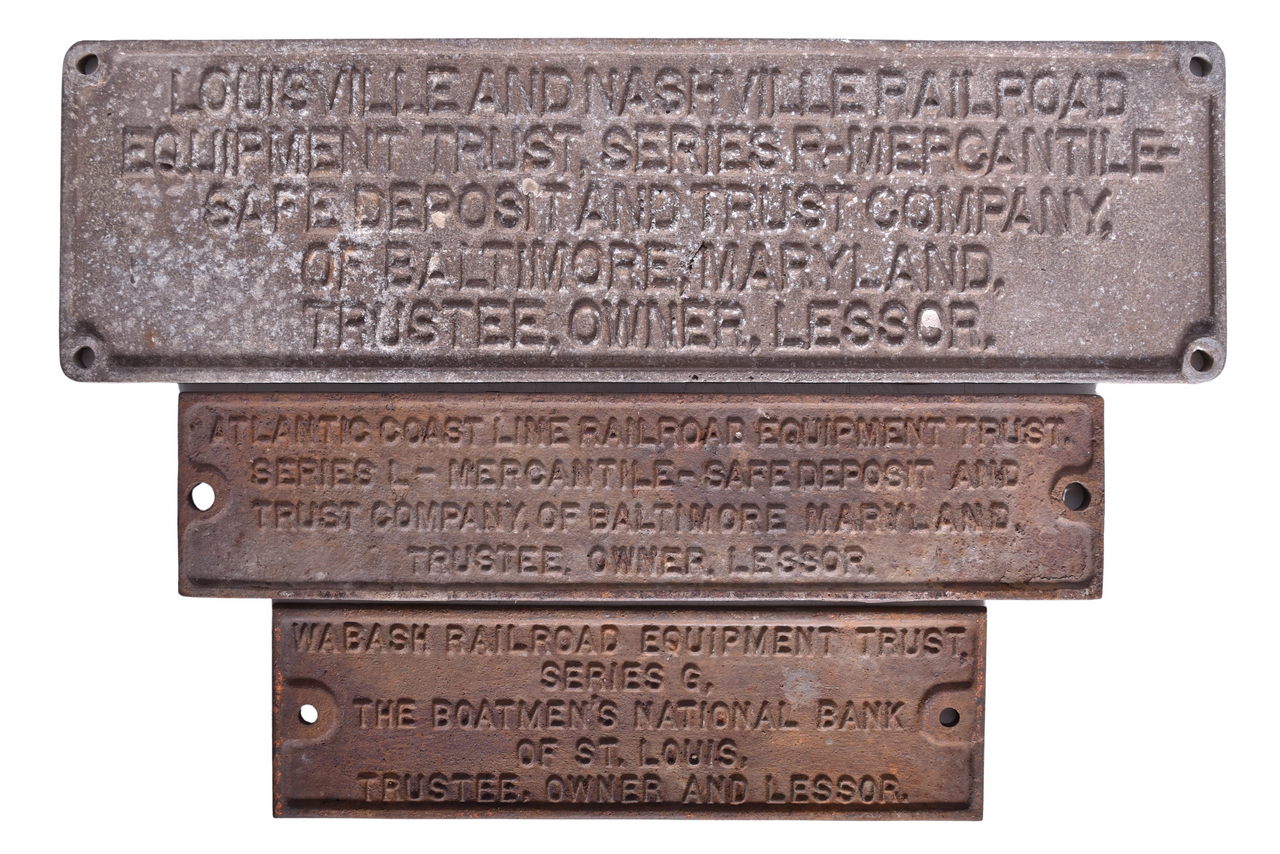 LOUISVILLE AND NASHVILLE RAILROAD
EQUIPMENT TRUST, SERIES R-MERCANTILE-
SAFE DEPOSIT AND TRUST COMPANY,
OF BALTIMORE, MARYLAND,
TRUSTEE, OWNER, LESSOR.
ATLANTIC COAST LINE RAILROAD EQUIPMENT TRUST,
SERIES L - MERCANTILE-SAFE DEPOSIT AND
TRUST COMPANY, OF BALTIMORE MARYLAND,
TRUSTEE, OWNER, LESSOR.
WABASH RAILROAD EQUIPMENT TRUST,
SERIES G,
THE BOATMEN'S NATIONAL BANK
OF ST. LOUIS,
TRUSTEE, OWNER AND LESSOR.